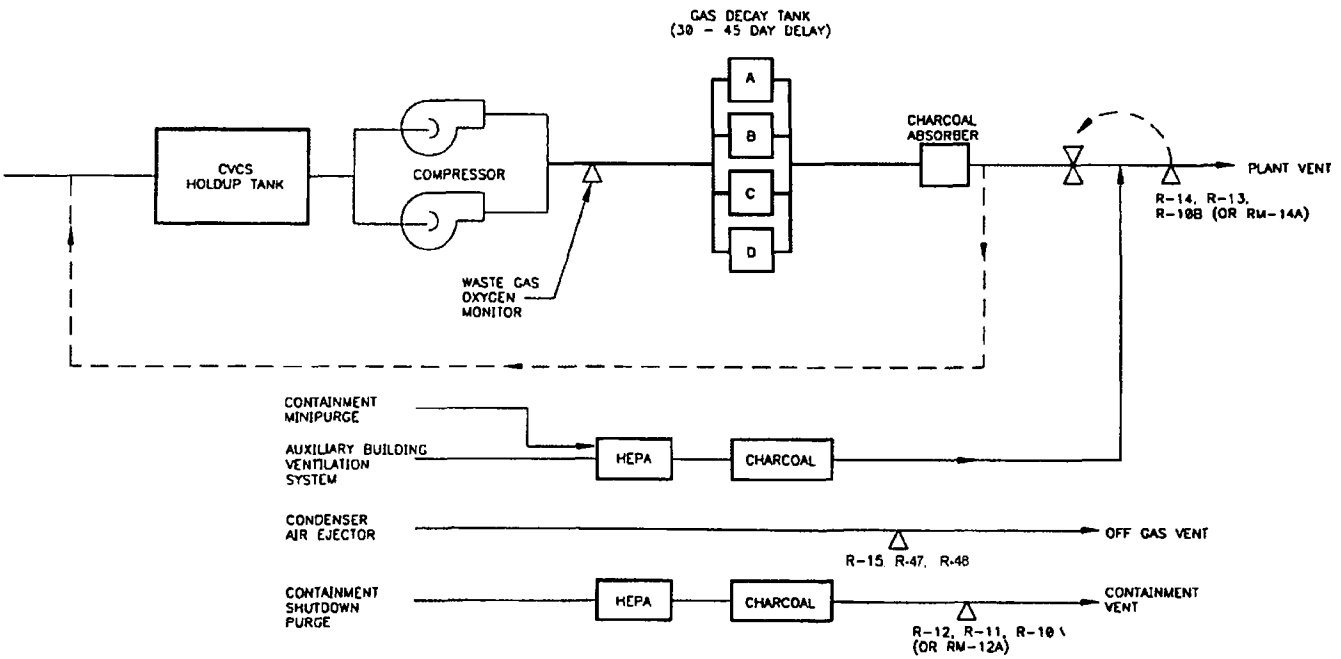 GAS DECAY TANK
(30 - 45 DAY DELAY)
A
B
C
D
CHARCOAL
ABSORBER
CVCS
HOLDUP TANK
COMPRESSOR
PLANT VENT
R-14, R-13,
R-10B (OR RM-14A)
WASTE GAS
OXYGEN
MONITOR
CONTAINMENT
MINIPURGE
AUXILIARY BUILDING
VENTILATION
SYSTEM
HEPA
CHARCOAL
CONDENSER
AIR EJECTOR
OFF GAS VENT
R-15, R-47, R-48
CONTAINMENT
SHUTDOWN
PURGE
HEPA
CHARCOAL
CONTAINMENT
VENT
R-12, R-11, R-10
(OR RM-12A)